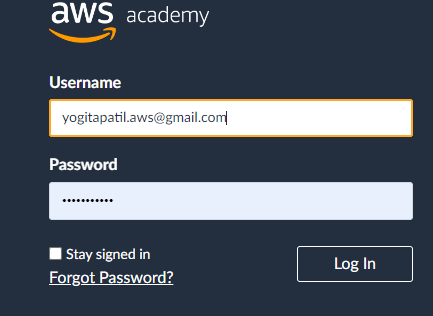 aws academy
Username
yogitapatil.aws@gmail.com
Password
•••••••••••
Stay signed in
Forgot Password?
Log In